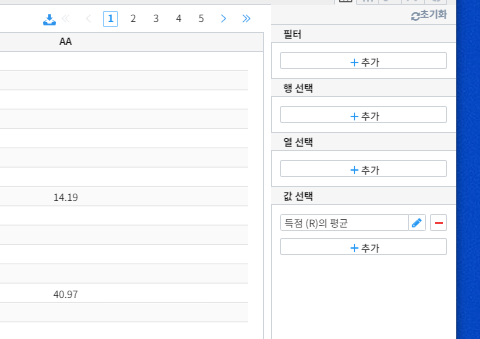 초기화
1 2 3 4 5
AA
14.19
40.97
필터
추가
행 선택
추가
열 선택
추가
값 선택
득점 (R)의 평균
추가